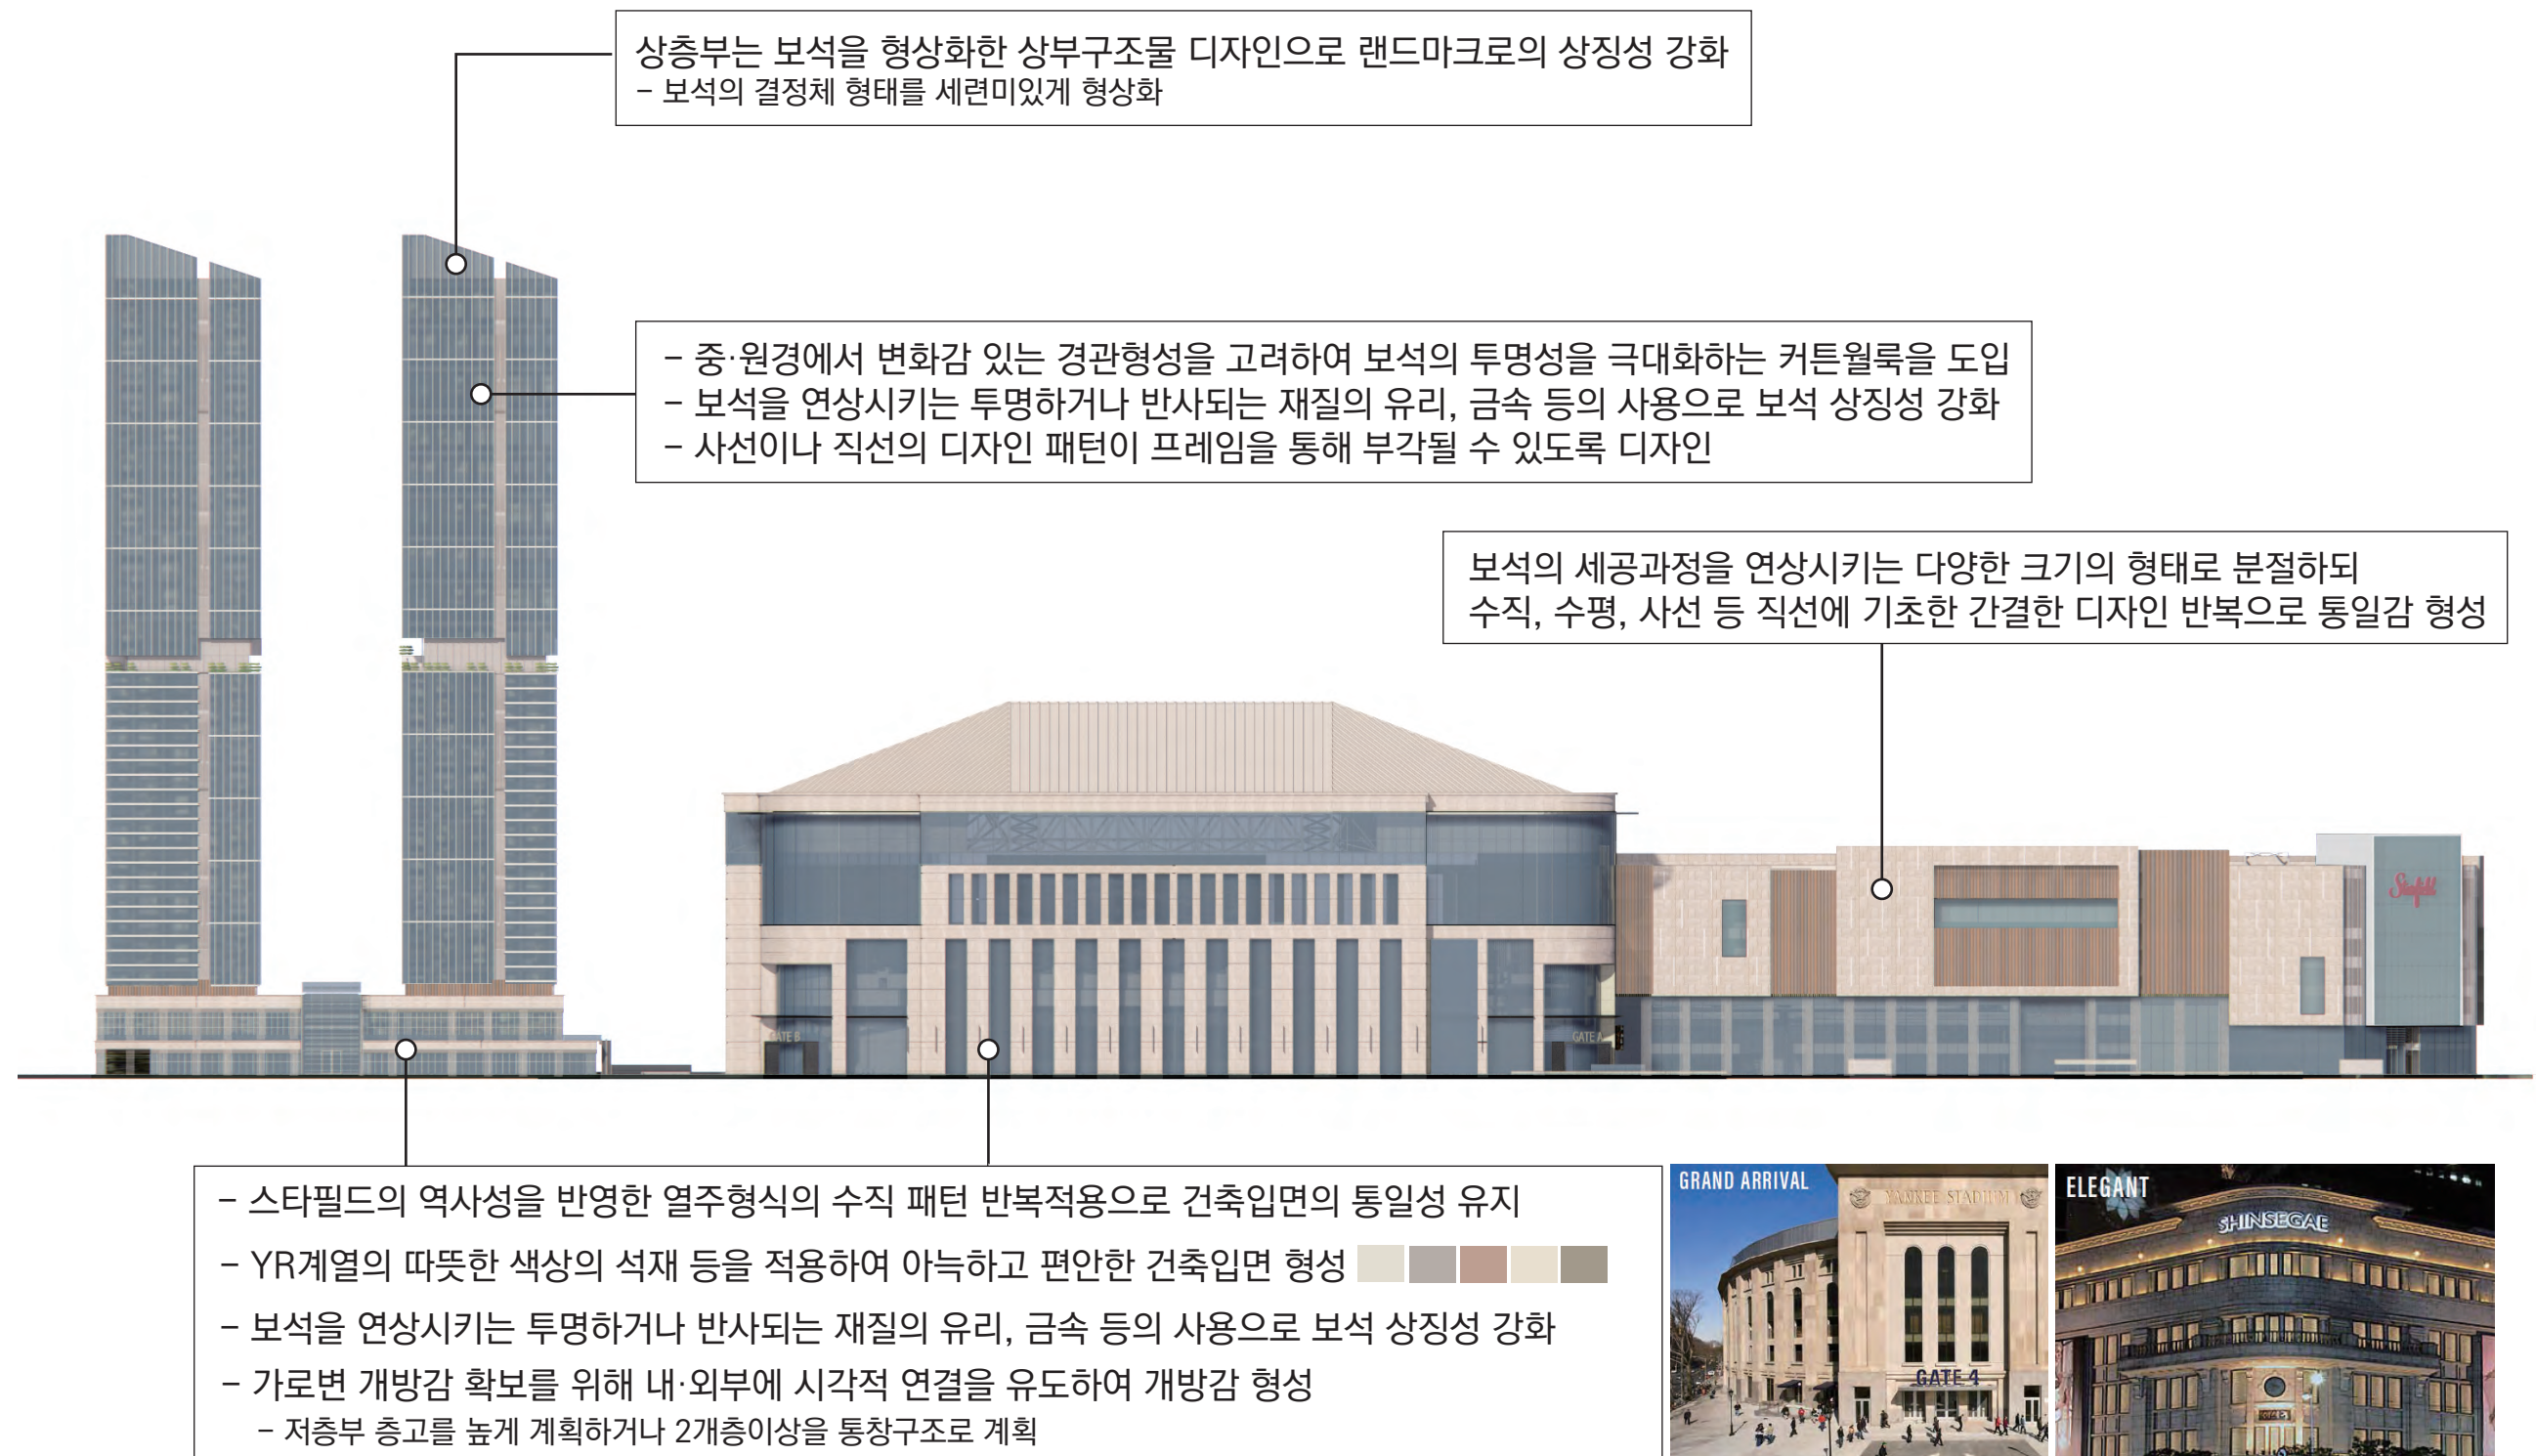 상층부는 보석을 형상화한 상부구조물 디자인으로 랜드마크로의 상징성 강화
- 보석의 결정체 형태를 세련미있게 형상화
- 중·원경에서 변화감 있는 경관형성을 고려하여 보석의 투명성을 극대화하는 커튼월룩을 도입
- 보석을 연상시키는 투명하거나 반사되는 재질의 유리, 금속 등의 사용으로 보석 상징성 강화
- 사선이나 직선의 디자인 패턴이 프레임을 통해 부각될 수 있도록 디자인
보석의 세공과정을 연상시키는 다양한 크기의 형태로 분절하되
수직, 수평, 사선 등 직선에 기초한 간결한 디자인 반복으로 통일감 형성
Starfield
GATE B
GATE A
- 스타필드의 역사성을 반영한 열주형식의 수직 패턴 반복적용으로 건축입면의 통일성 유지
- YR계열의 따뜻한 색상의 석재 등을 적용하여 아늑하고 편안한 건축입면 형성
- 보석을 연상시키는 투명하거나 반사되는 재질의 유리, 금속 등의 사용으로 보석 상징성 강화
- 가로변 개방감 확보를 위해 내·외부에 시각적 연결을 유도하여 개방감 형성
- 저층부 층고를 높게 계획하거나 2개층이상을 통창구조로 계획
GRAND ARRIVAL
YANKEE STADIUM
GATE 4
ELEGANT
SHINSEGAE